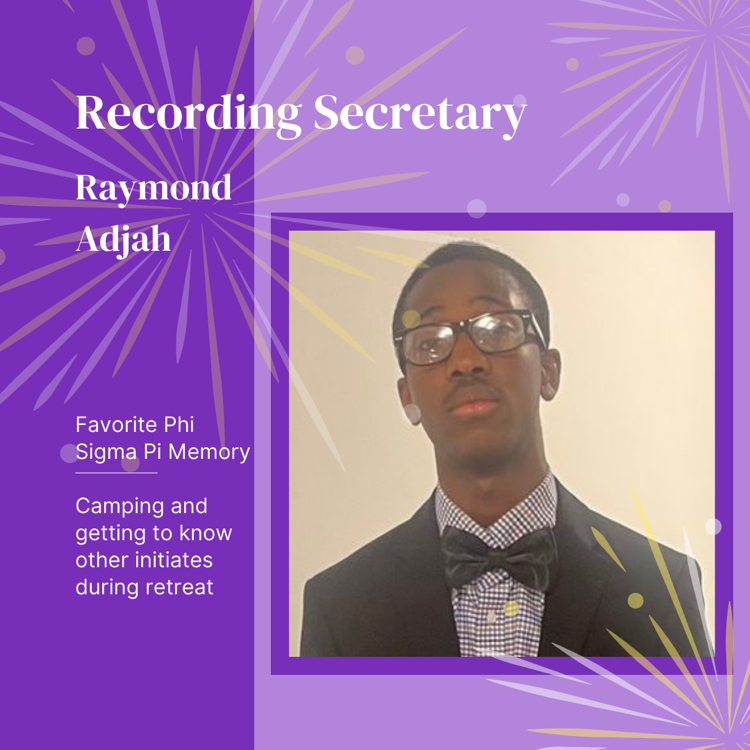 Recording Secretary
Raymond
Adjah
Favorite Phi
Sigma Pi Memory
Camping and
getting to know
other initiates
during retreat